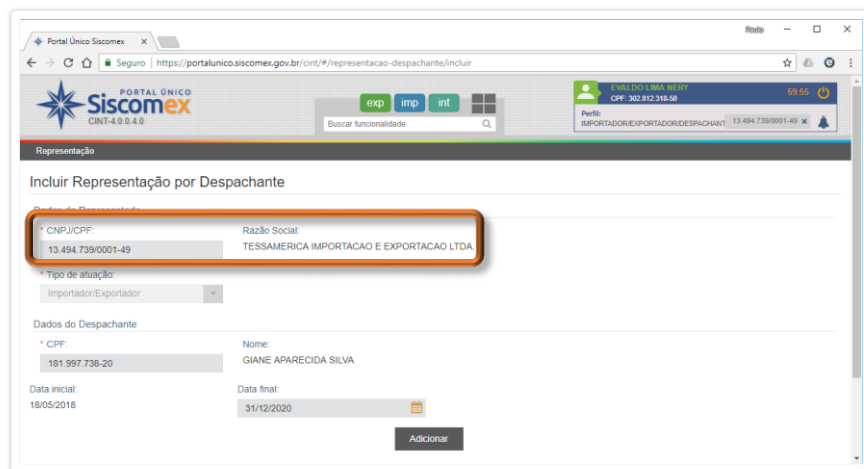 Portal Único Siscomex
Seguro | https://portalunico.siscomex.gov.br/cint/#/representacao-despachante/incluir
PORTAL ÚNICO
Siscomex
CINT-4.0.0.4.0
exp imp int
Buscar funcionalidade
EVALDO LIMA NERY
CPF: 302.812.318-50
59:55
Perfil:
IMPORTADOR/EXPORTADOR/DESPACHANT
13.494.739/0001-49 x
Representação
Incluir Representação por Despachante
Dados do Representado
* CNPJ/CPF: Razão Social:
13.494.739/0001-49 TESSAMERICA IMPORTACAO E EXPORTACAO LTDA.
* Tipo de atuação:
Importador/Exportador
Dados do Despachante
* CPF: Nome:
181.997.738-20 GIANE APARECIDA SILVA
Data inicial: Data final:
18/05/2018 31/12/2020
Adicionar